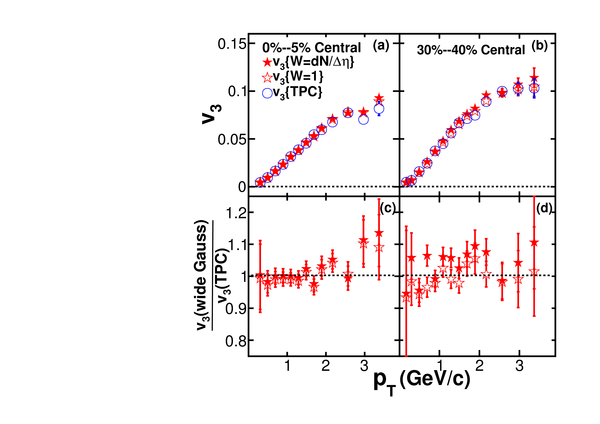 0.15
0.1
0.05
0
v3
0%--5% Central
(a)
v3{W=dN/Δη}
v3{W=1}
v3{TPC}
30%--40% Central
(b)
1.2
1.1
1
0.9
0.8
v3(wide Gauss)
v3(TPC)
(c)
(d)
1 2 3 1 2 3
pT (GeV/c)